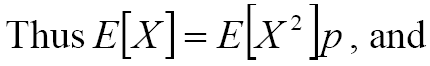 Thus E[X] = E[X²]p , and